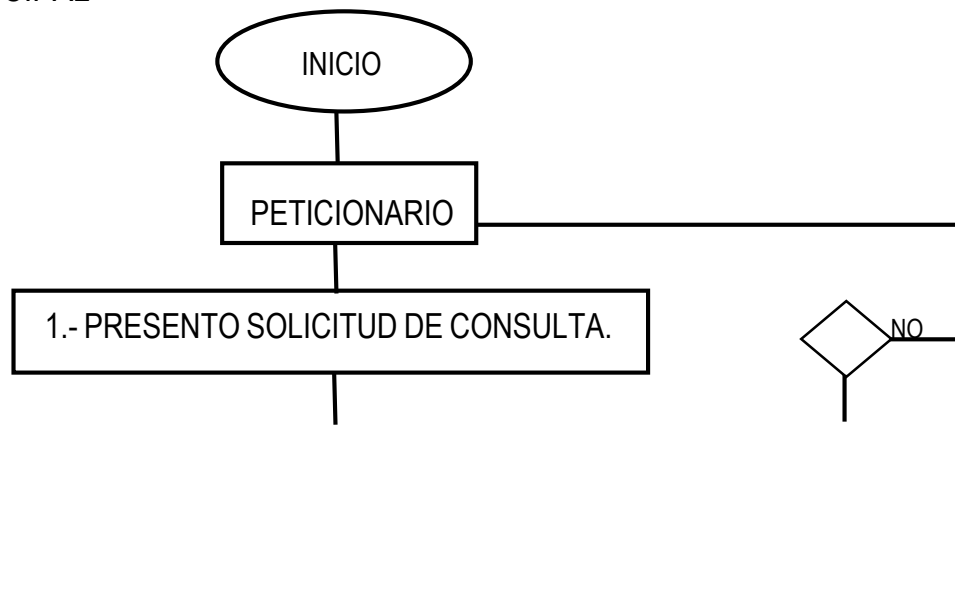 INICIO
PETICIONARIO
1.- PRESENTO SOLICITUD DE CONSULTA.
NO